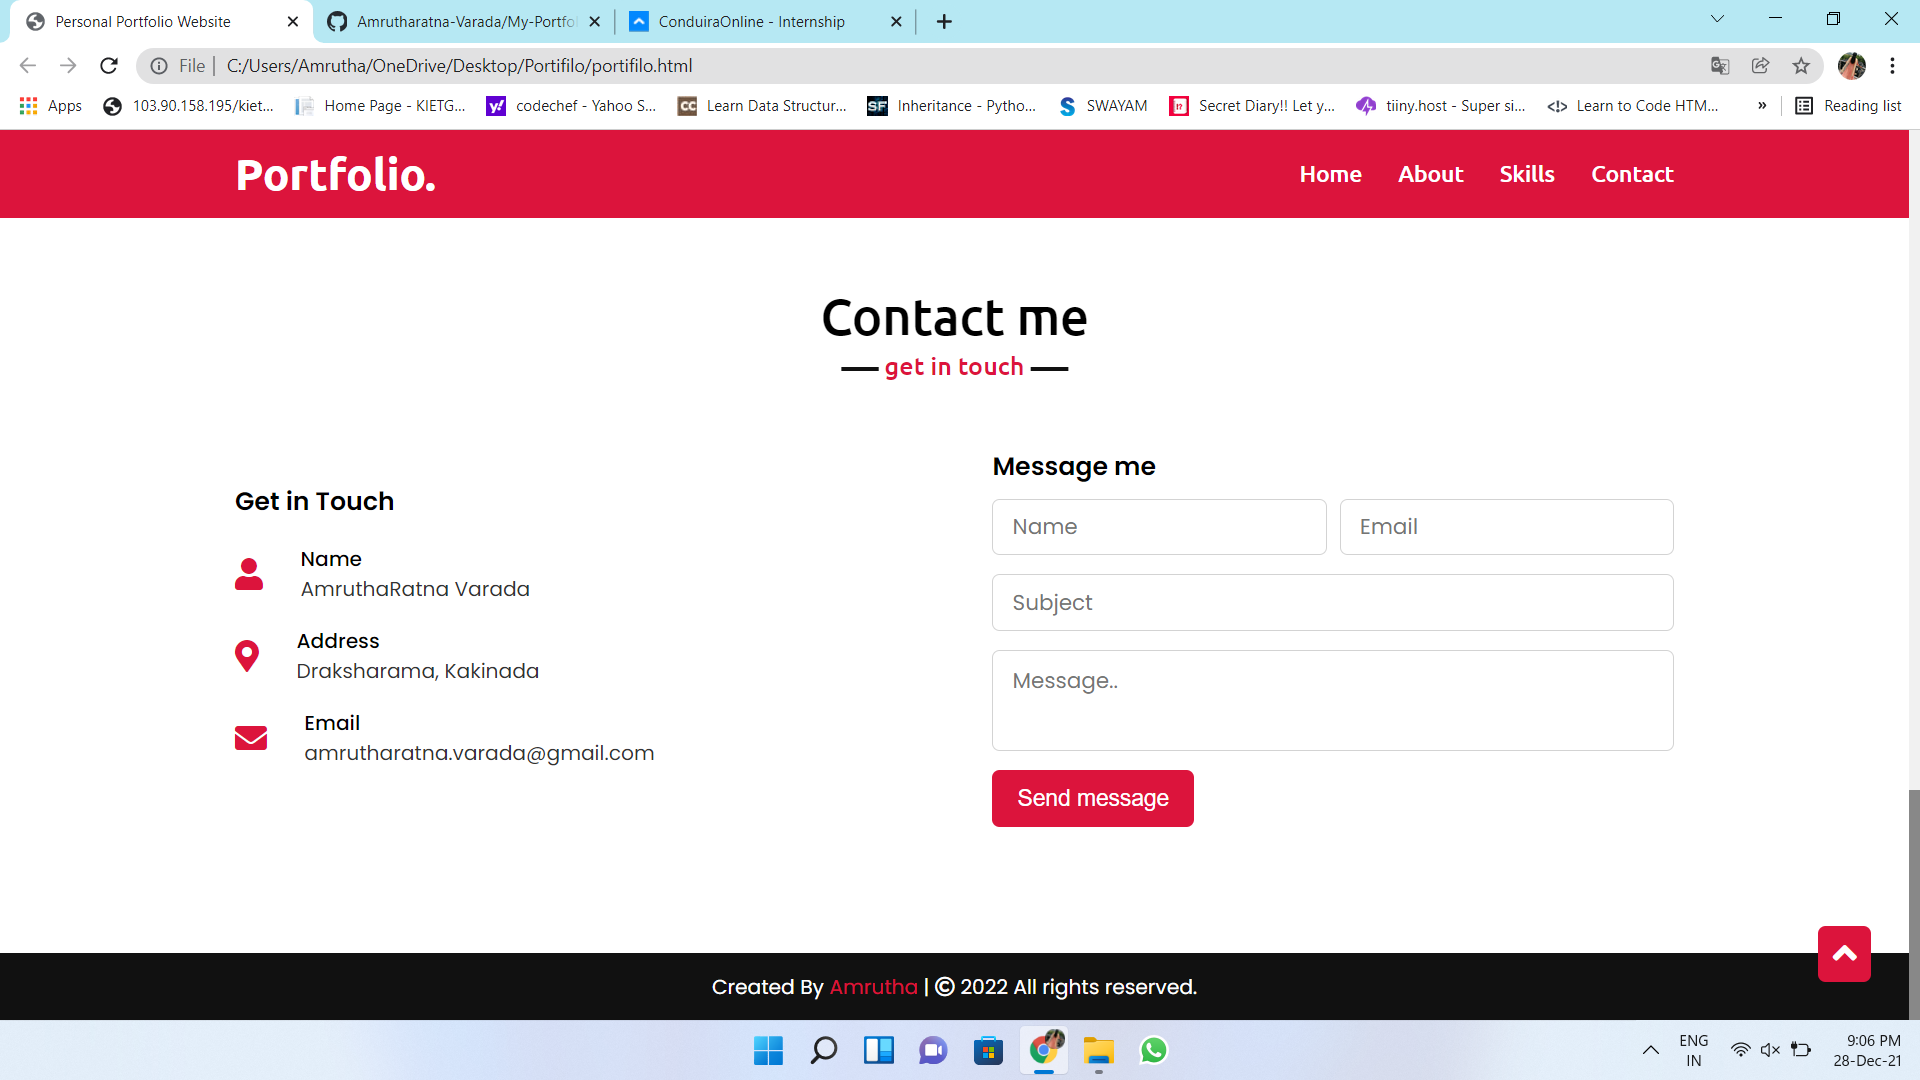 Personal Portfolio Website
Amrutharatna-Varada/My-Portfo
ConduiraOnline - Internship
File | C:/Users/Amrutha/OneDrive/Desktop/Portifilo/portifilo.html
Apps
103.90.158.195/kiet...
Home Page - KIETG...
codechef - Yahoo S...
Learn Data Structur...
Inheritance - Pytho...
SWAYAM
Secret Diary!! Let y...
tiiny.host - Super si...
Learn to Code HTM...
»
Reading list
Portfolio.
Home
About
Skills
Contact
Contact me
get in touch
Get in Touch
Name
AmruthaRatna Varada
Address
Draksharama, Kakinada
Email
amrutharatna.varada@gmail.com
Message me
Name
Email
Subject
Message..
Send message
Created By Amrutha | © 2022 All rights reserved.
ENG
IN
9:06 PM
28-Dec-21